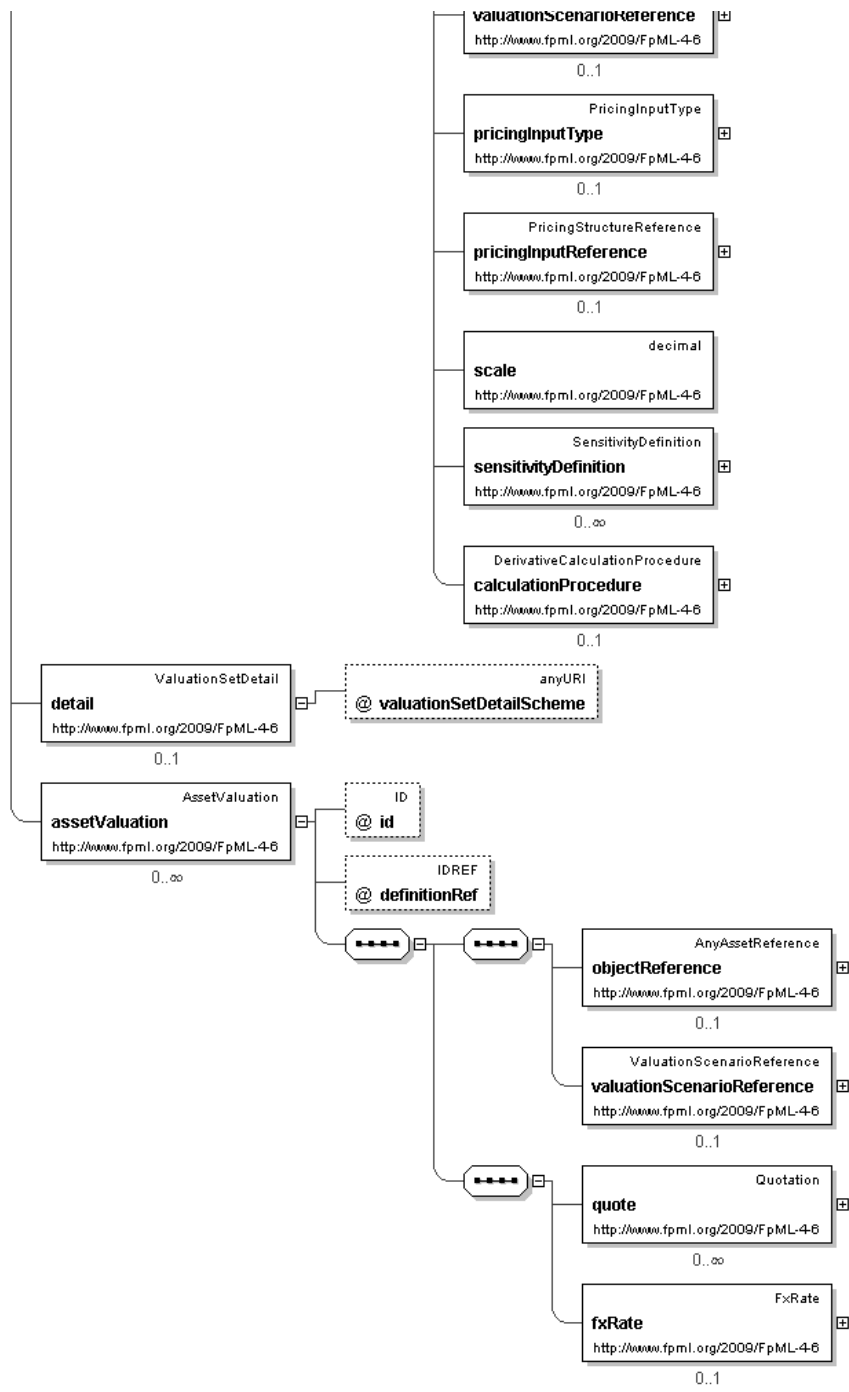 valuationScenarioReference
http://www.fpml.org/2009/FpML-4-6
0..1
PricingInputType
pricingInputType
http://www.fpml.org/2009/FpML-4-6
0..1
PricingStructureReference
pricingInputReference
http://www.fpml.org/2009/FpML-4-6
0..1
decimal
scale
http://www.fpml.org/2009/FpML-4-6
SensitivityDefinition
sensitivityDefinition
http://www.fpml.org/2009/FpML-4-6
0..∞
DerivativeCalculationProcedure
calculationProcedure
http://www.fpml.org/2009/FpML-4-6
0..1
ValuationSetDetail
detail
http://www.fpml.org/2009/FpML-4-6
0..1
anyURI
@ valuationSetDetailScheme
AssetValuation
assetValuation
http://www.fpml.org/2009/FpML-4-6
0..∞
ID
@ id
IDREF
@ definitionRef
AnyAssetReference
objectReference
http://www.fpml.org/2009/FpML-4-6
0..1
ValuationScenarioReference
valuationScenarioReference
http://www.fpml.org/2009/FpML-4-6
0..1
Quotation
quote
http://www.fpml.org/2009/FpML-4-6
0..∞
FxRate
fxRate
http://www.fpml.org/2009/FpML-4-6
0..1